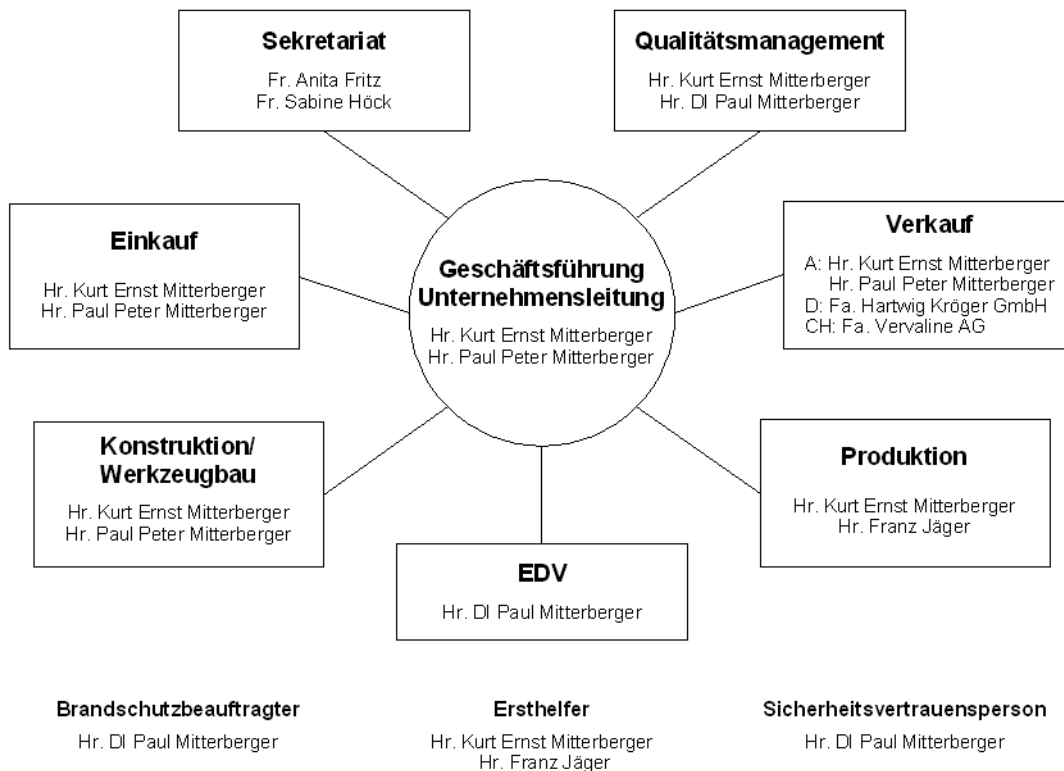 Sekretariat
Fr. Anita Fritz
Fr. Sabine Höck
Qualitätsmanagement
Hr. Kurt Ernst Mitterberger
Hr. DI Paul Mitterberger
Einkauf
Hr. Kurt Ernst Mitterberger
Hr. Paul Peter Mitterberger
Geschäftsführung
Unternehmensleitung
Hr. Kurt Ernst Mitterberger
Hr. Paul Peter Mitterberger
Verkauf
A: Hr. Kurt Ernst Mitterberger
Hr. Paul Peter Mitterberger
D: Fa. Hartwig Kröger GmbH
CH: Fa. Vervaline AG
Konstruktion/
Werkzeugbau
Hr. Kurt Ernst Mitterberger
Hr. Paul Peter Mitterberger
EDV
Hr. DI Paul Mitterberger
Produktion
Hr. Kurt Ernst Mitterberger
Hr. Franz Jäger
Brandschutzbeauftragter
Hr. DI Paul Mitterberger
Ersthelfer
Hr. Kurt Ernst Mitterberger
Hr. Franz Jäger
Sicherheitsvertrauensperson
Hr. DI Paul Mitterberger